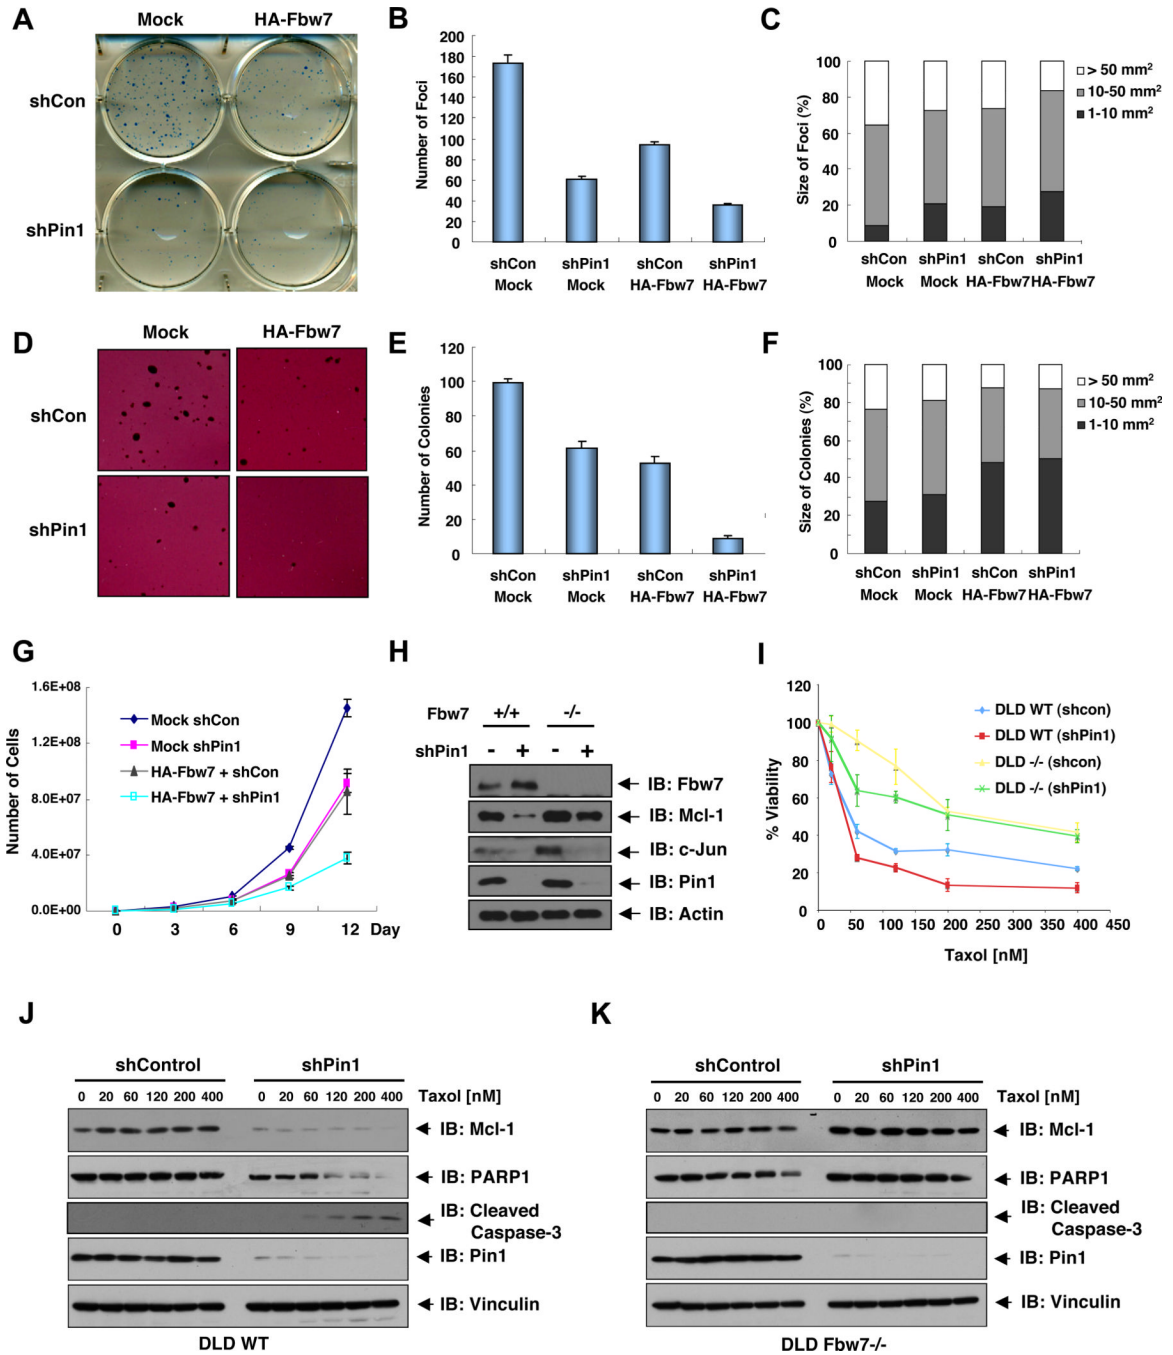 A
Mock HA-Fbw7
shCon
shPin1
B
Number of Foci
200
180
160
140
120
100
80
60
40
20
0
shCon shPin1 shCon shPin1
Mock Mock HA-Fbw7 HA-Fbw7
C
Size of Foci (%)
100
80
60
40
20
0
> 50 mm²
10-50 mm²
1-10 mm²
shCon shPin1 shCon shPin1
Mock Mock HA-Fbw7 HA-Fbw7
D
Mock HA-Fbw7
shCon
shPin1
E
Number of Colonies
120
100
80
60
40
20
0
shCon shPin1 shCon shPin1
Mock Mock HA-Fbw7 HA-Fbw7
F
Size of Colonies (%)
100
80
60
40
20
0
> 50 mm²
10-50 mm²
1-10 mm²
shCon shPin1 shCon shPin1
Mock Mock HA-Fbw7 HA-Fbw7
G
Number of Cells
1.6E+08
1.2E+08
8.0E+07
4.0E+07
0.0E+00
Mock shCon
Mock shPin1
HA-Fbw7 + shCon
HA-Fbw7 + shPin1
0 3 6 9 12 Day
H
Fbw7 +/+ -/-
shPin1 - + - +
IB: Fbw7
IB: Mcl-1
IB: c-Jun
IB: Pin1
IB: Actin
I
% Viability
120
100
80
60
40
20
0
DLD WT (shcon)
DLD WT (shPin1)
DLD -/- (shcon)
DLD -/- (shPin1)
0 50 100 150 200 250 300 350 400 450
Taxol [nM]
J
shControl shPin1
0 20 60 120 200 400 0 20 60 120 200 400 Taxol [nM]
IB: Mcl-1
IB: PARP1
IB: Cleaved
Caspase-3
IB: Pin1
IB: Vinculin
DLD WT
K
shControl shPin1
0 20 60 120 200 400 0 20 60 120 200 400 Taxol [nM]
IB: Mcl-1
IB: PARP1
IB: Cleaved
Caspase-3
IB: Pin1
IB: Vinculin
DLD Fbw7-/-